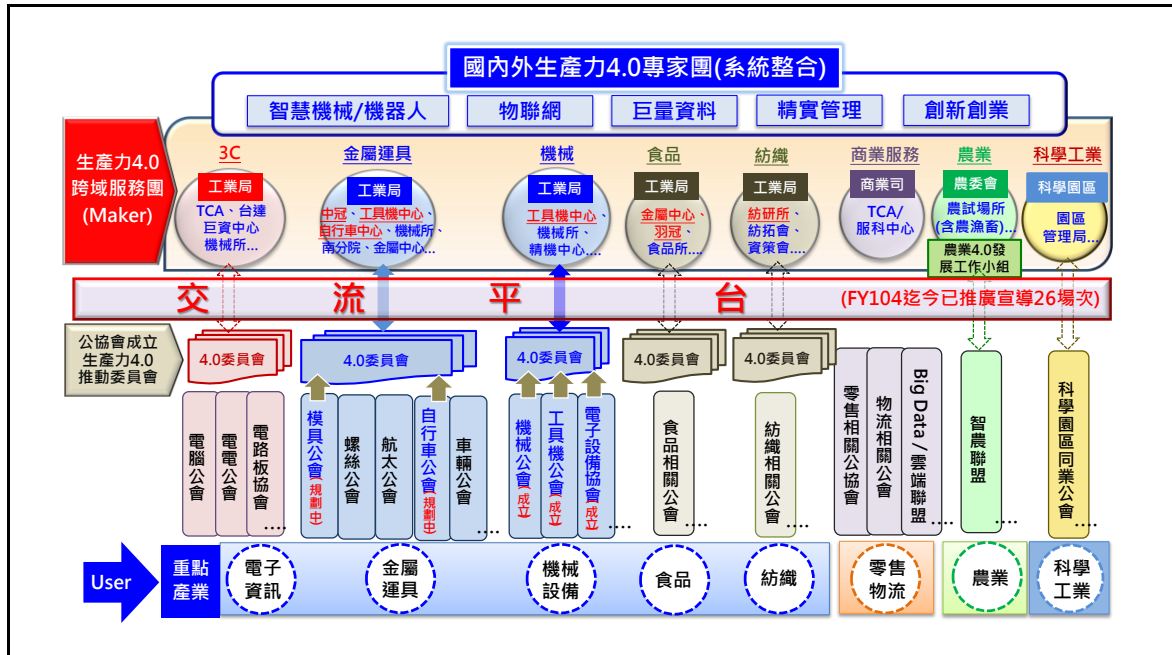 國內外生產力4.0專家團(系統整合)
智慧機械/機器人
物聯網
巨量資料
精實管理
創新創業
生產力4.0
跨域服務團
(Maker)
3C
工業局
TCA、台達
巨資中心
機械所...
金屬運具
工業局
中冠、工具機中心、
自行車中心、機械所、
南分院、金屬中心...
機械
工業局
工具機中心、
機械所、
精機中心....
食品
工業局
金屬中心、
羽冠、
食品所....
紡織
工業局
紡研所、
紡拓會、
資策會....
商業服務
商業司
TCA/
服科中心
農業
農委會
農試場所
(含農漁畜)...
農業4.0發
展工作小組
科學工業
科學園區
園區
管理局...
交 流 平 台
(FY104迄今已推廣宣導26場次)
公協會成立
生產力4.0
推動委員會
4.0委員會
4.0委員會
4.0委員會
4.0委員會
4.0委員會
電腦公會
電電公會
電路板協會
....
模具公會(規劃中)
螺絲公會
航太公會
自行車公會(規劃中)
車輛公會
....
機械公會(成立)
工具機公會(成立)
電子設備協會(成立)
....
食品相關公會
....
紡織相關公會
....
零售相關公協會
物流相關公會
Big Data / 雲端聯盟
....
智農聯盟
....
科學園區同業公會
....
User
重點
產業
電子
資訊
金屬
運具
機械
設備
食品
紡織
零售
物流
農業
科學
工業